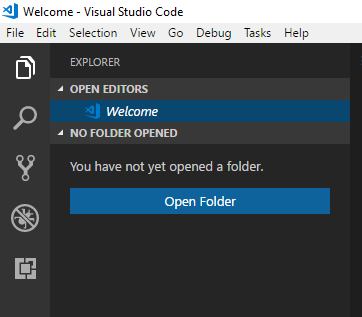 Welcome - Visual Studio Code
File Edit Selection View Go Debug Tasks Help
EXPLORER
OPEN EDITORS
Welcome
NO FOLDER OPENED
You have not yet opened a folder.
Open Folder